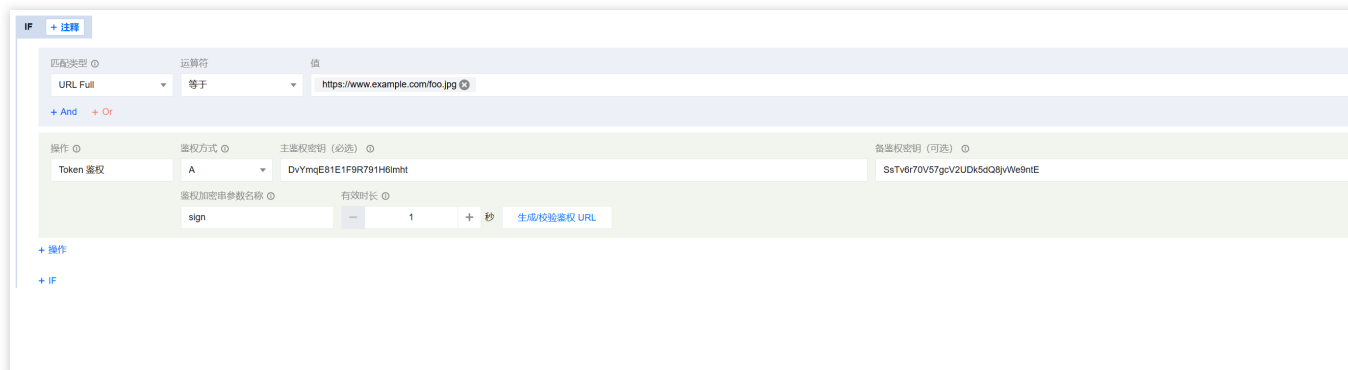 IF + 注释
匹配类型 运算符 值
URL Full 等于 https://www.example.com/foo.jpg
+ And + Or
操作 鉴权方式 主鉴权密钥（必选） 备鉴权密钥（可选）
Token 鉴权 A DvYmqE81E1F9R791H6lmht SsTv6r70V57gcV2UDk5dQ8jvWe9ntE
鉴权加密串参数名称 有效时长
sign − 1 + 秒 生成/校验鉴权 URL
+ 操作
+ IF